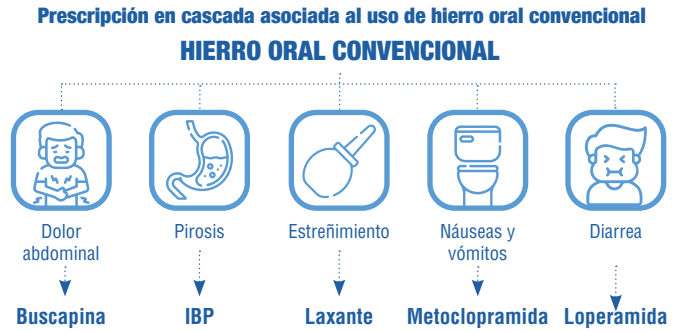 Prescripción en cascada asociada al uso de hierro oral convencional
HIERRO ORAL CONVENCIONAL
Dolor
abdominal
Pirosis
Estreñimiento
Náuseas y
vómitos
Diarrea
Buscapina
IBP
Laxante
Metoclopramida
Loperamida